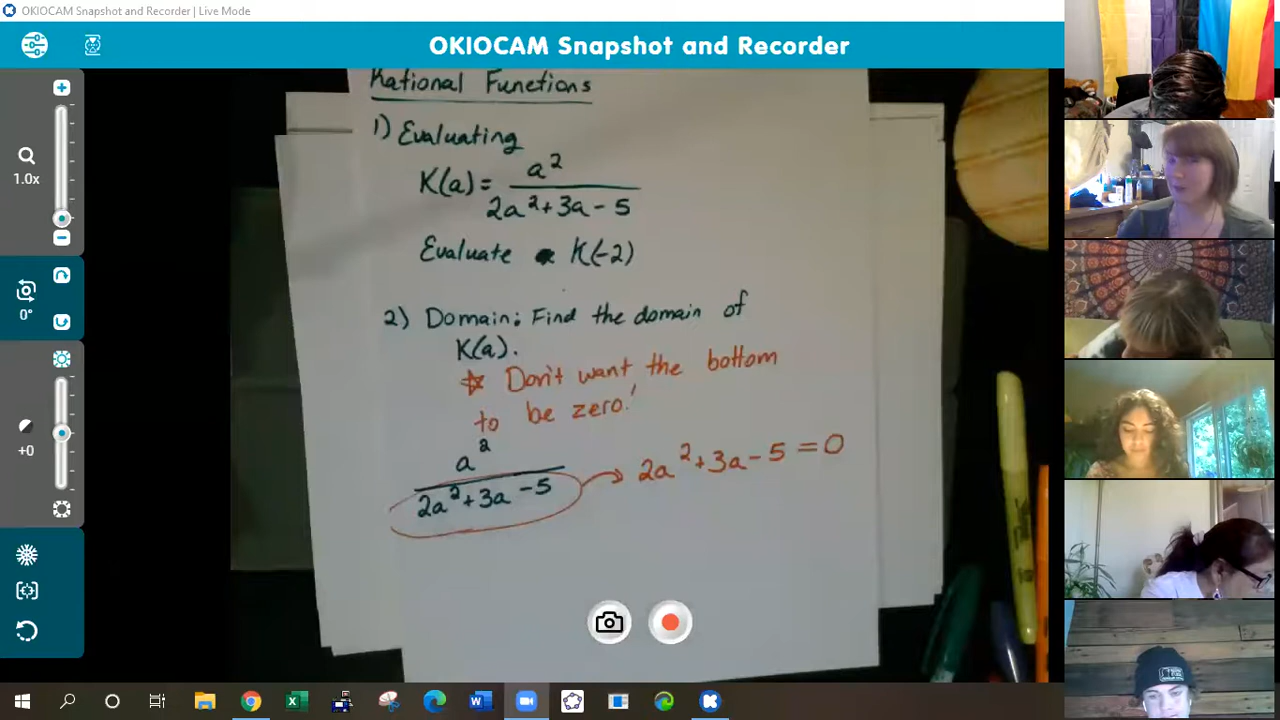 OKIOCAM Snapshot and Recorder | Live Mode
OKIOCAM Snapshot and Recorder
1.0x
0°
+0
Rational Functions
1) Evaluating
K(a) = a²
2a² + 3a - 5
Evaluate K(-2)
2) Domain: Find the domain of
K(a).
☆ Don't want the bottom
to be zero!
a²
2a² + 3a - 5 → 2a² + 3a - 5 = 0